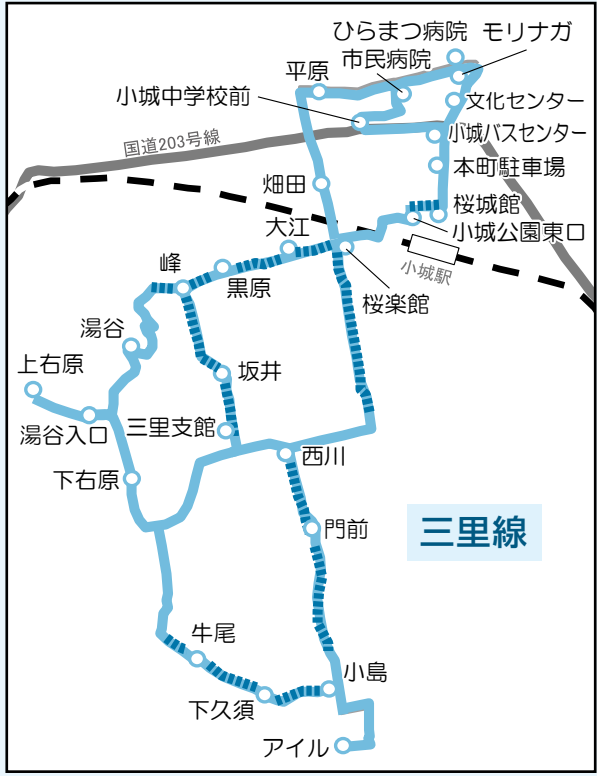 ひらまつ病院
モリナガ
市民病院
平原
小城中学校前
文化センター
国道203号線
小城バスセンター
本町駐車場
畑田
桜城館
大江
小城公園東口
峰
小城駅
黒原
桜楽館
湯谷
上右原
坂井
湯谷入口
三里支館
西川
下右原
門前
三里線
牛尾
小島
下久須
アイル